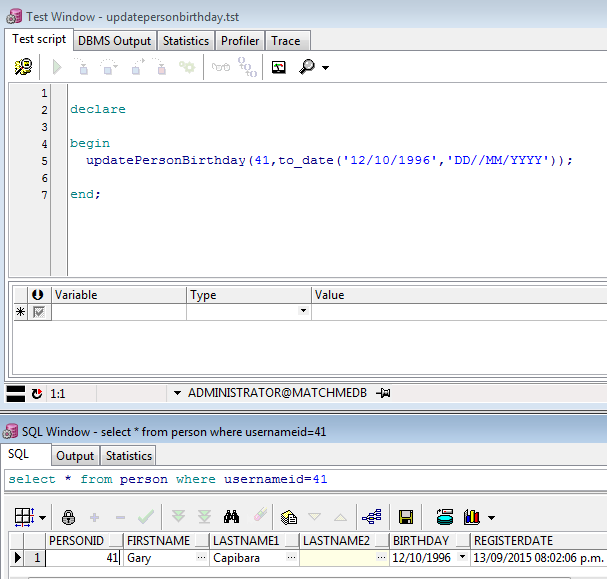 Test Window - updatepersonbirthday.tst
Test script DBMS Output Statistics Profiler Trace
1
2 declare
3
4 begin
5 updatePersonBirthday(41,to_date('12/10/1996','DD//MM/YYYY'));
6
7 end;
Variable Type Value
1:1 ADMINISTRATOR@MATCHMEDB
SQL Window - select * from person where usernameid=41
SQL Output Statistics
select * from person where usernameid=41
PERSONID FIRSTNAME LASTNAME1 LASTNAME2 BIRTHDAY REGISTERDATE
1 41 Gary ... Capibara ... ... 12/10/1996 13/09/2015 08:02:06 p.m.